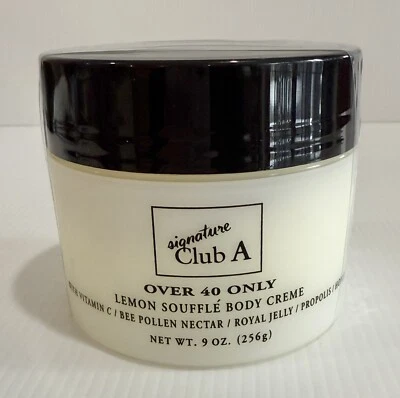 signature
Club A
OVER 40 ONLY
LEMON SOUFFLÉ BODY CREME
VITAMIN C / BEE POLLEN NECTAR / ROYAL JELLY / PROPOLIS /
NET WT. 9 OZ. (256g)